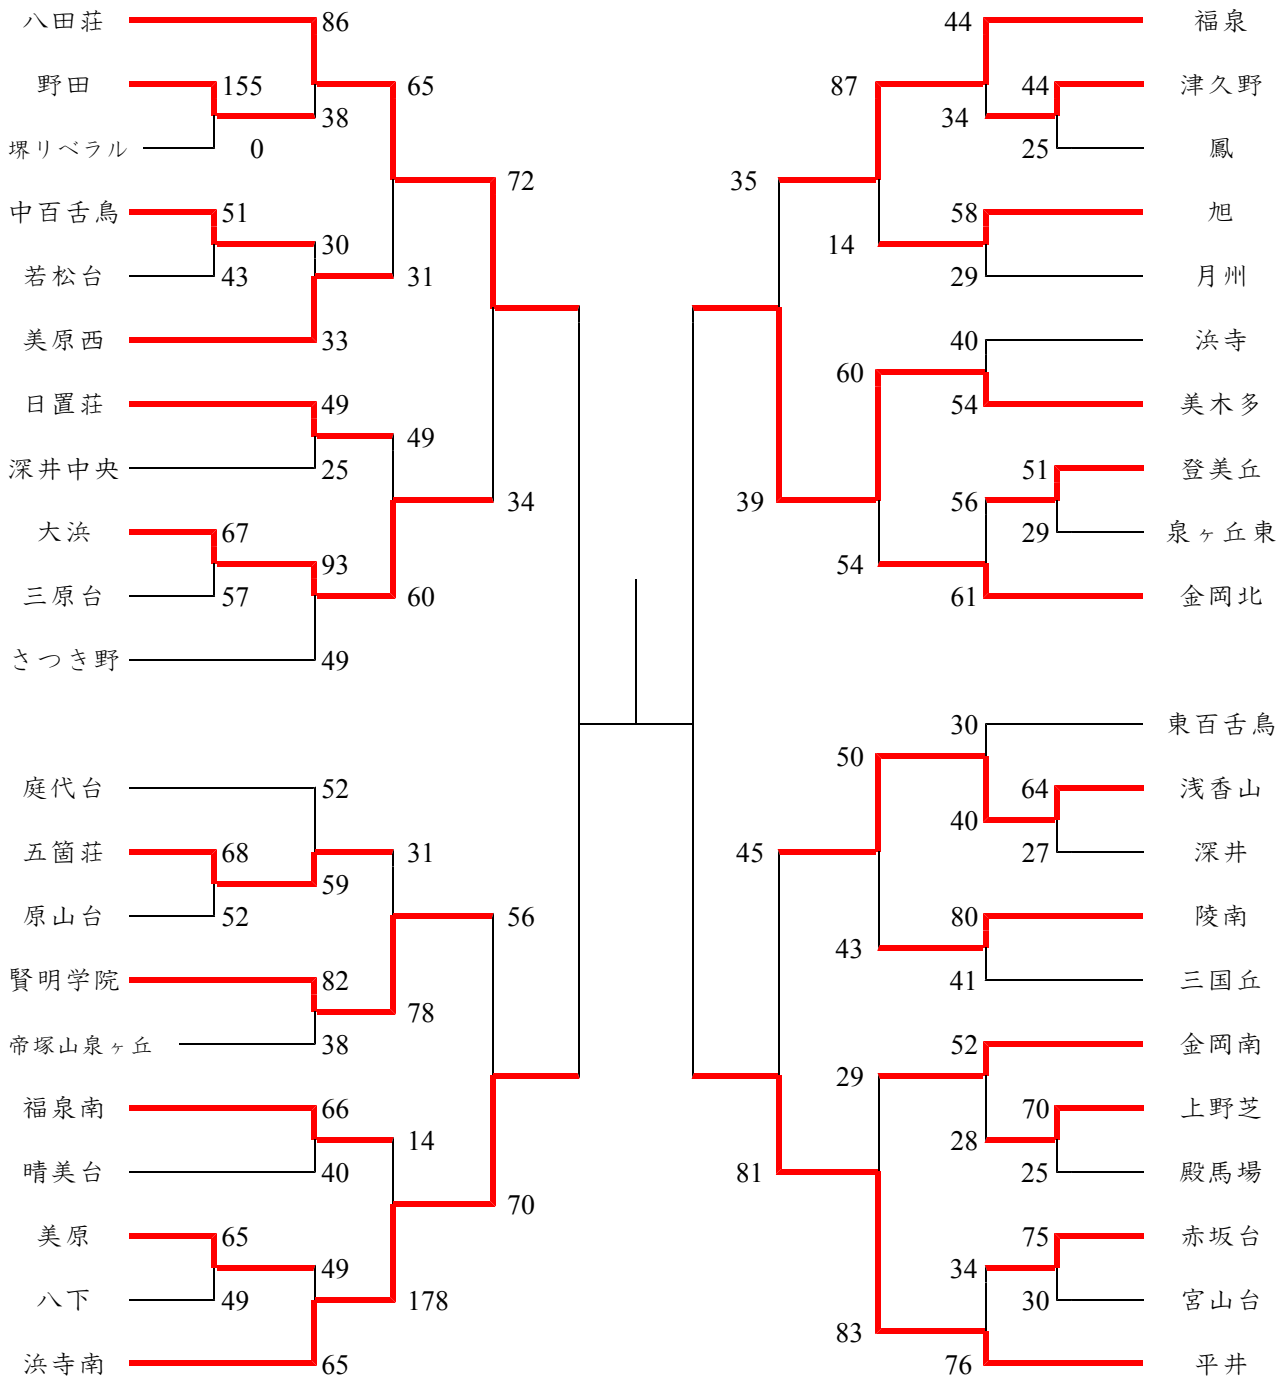 八田荘 86
野田 155
65
38
堺リベラル 0
72
中百舌鳥 51
30
若松台 43
31
美原西 33
日置荘 49
49
深井中央 25
34
大浜 67
93
三原台 57
60
さつき野 49
庭代台 52
五箇荘 68
31
59
原山台 52
56
賢明学院 82
78
帝塚山泉ヶ丘 38
福泉南 66
14
晴美台 40
70
美原 65
49
八下 49
178
浜寺南 65
44 福泉
87
44 津久野
34
25 鳳
35
58 旭
14
29 月州
40 浜寺
60
54 美木多
51 登美丘
39
56
29 泉ヶ丘東
54
61 金岡北
30 東百舌鳥
50
64 浅香山
40
45
27 深井
80 陵南
43
41 三国丘
52 金岡南
29
70 上野芝
28
81
25 殿馬場
75 赤坂台
34
30 宮山台
83
76 平井